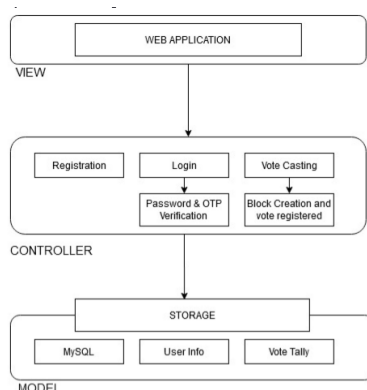 WEB APPLICATION
VIEW
Registration
Login
Vote Casting
Password & OTP
Verification
Block Creation and
vote registered
CONTROLLER
STORAGE
MySQL
User Info
Vote Tally
MODEL